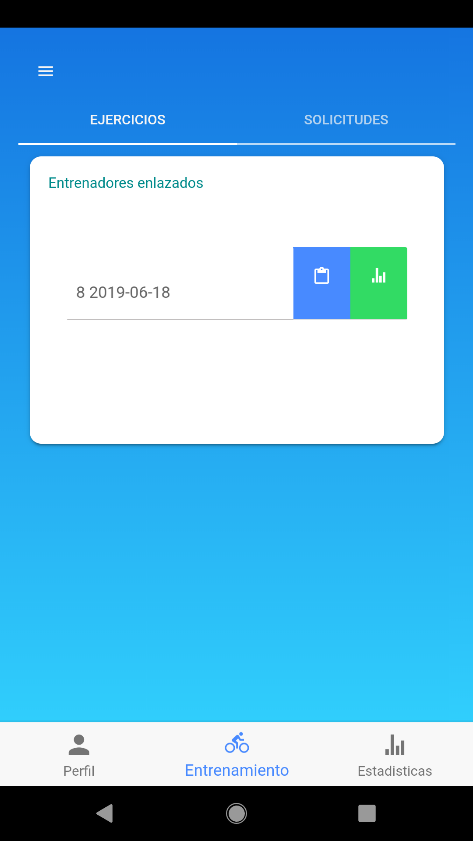 EJERCICIOS
SOLICITUDES
Entrenadores enlazados
8 2019-06-18
Perfil
Entrenamiento
Estadisticas